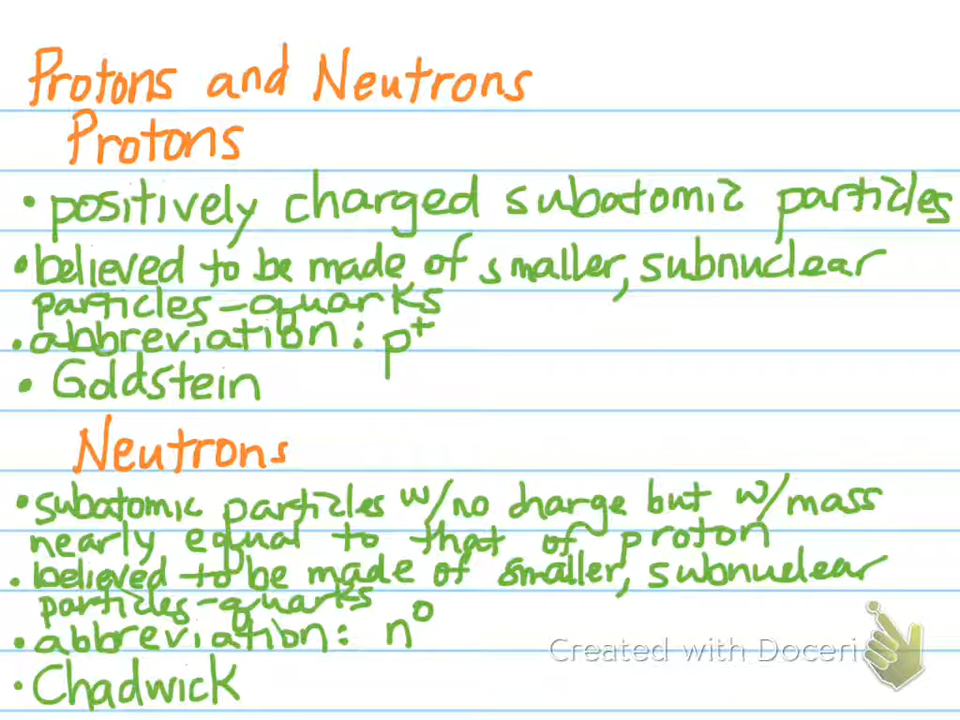 Protons and Neutrons
Protons
• positively charged subatomic particles
• believed to be made of smaller, subnuclear
particles-quarks
• abbreviation: p⁺
• Goldstein
Neutrons
• subatomic particles w/no charge but w/mass
nearly equal to that of proton
• believed to be made of smaller, subnuclear
particles-quarks
• abbreviation: n⁰
• Chadwick
Created with Doceri